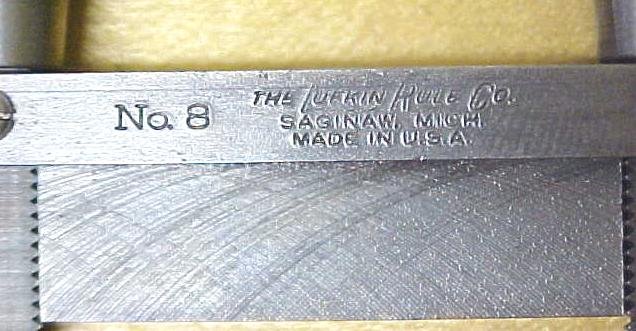 No. 8
THE LUFKIN RULE CO.
SAGINAW, MICH.
MADE IN U.S.A.